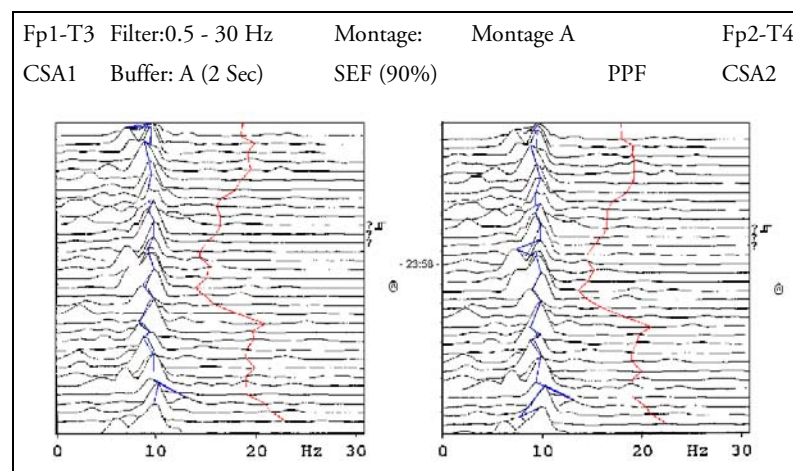 Fp1-T3 Filter:0.5 - 30 Hz Montage: Montage A Fp2-T4
CSA1 Buffer: A (2 Sec) SEF (90%) PPF CSA2
- 23:58-
@ @
0 10 20 Hz 30 0 10 20 Hz 30